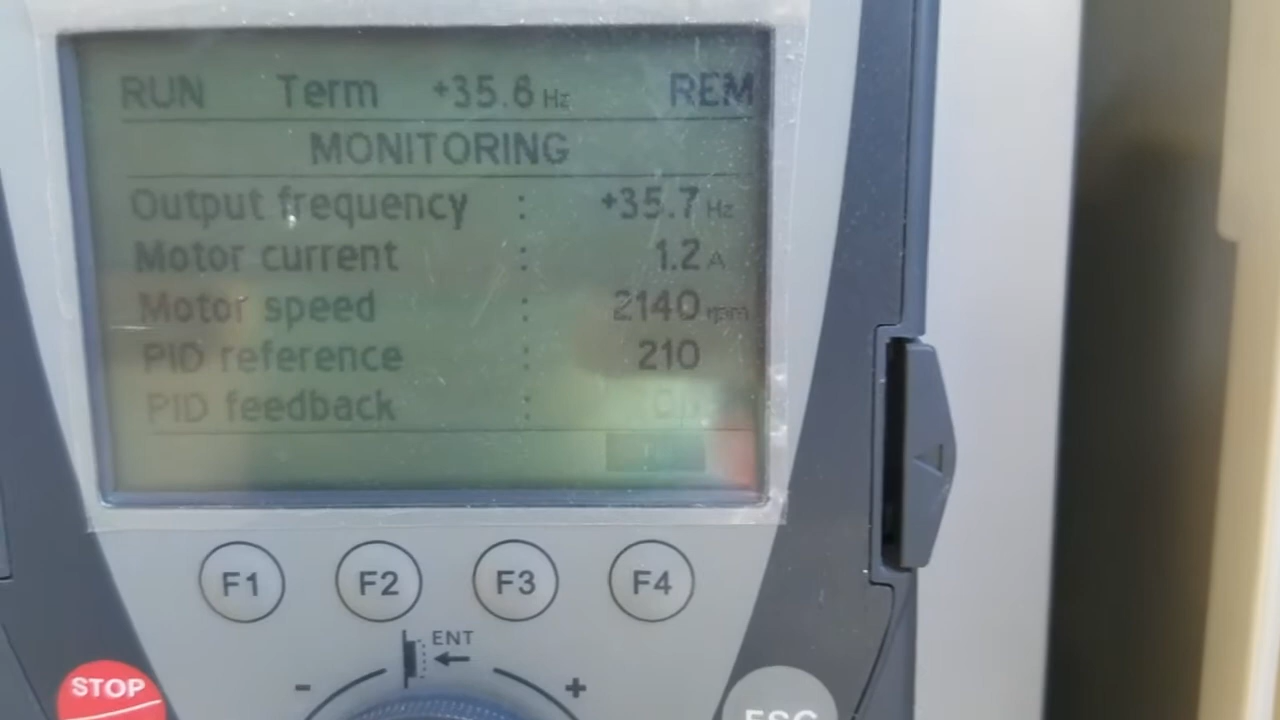 RUN Term +35.6 Hz REM
MONITORING
Output frequency : +35.7 Hz
Motor current : 1.2 A
Motor speed : 2140 rpm
PID reference : 210
PID feedback :
F1 F2 F3 F4
ENT
- +
STOP
ESC